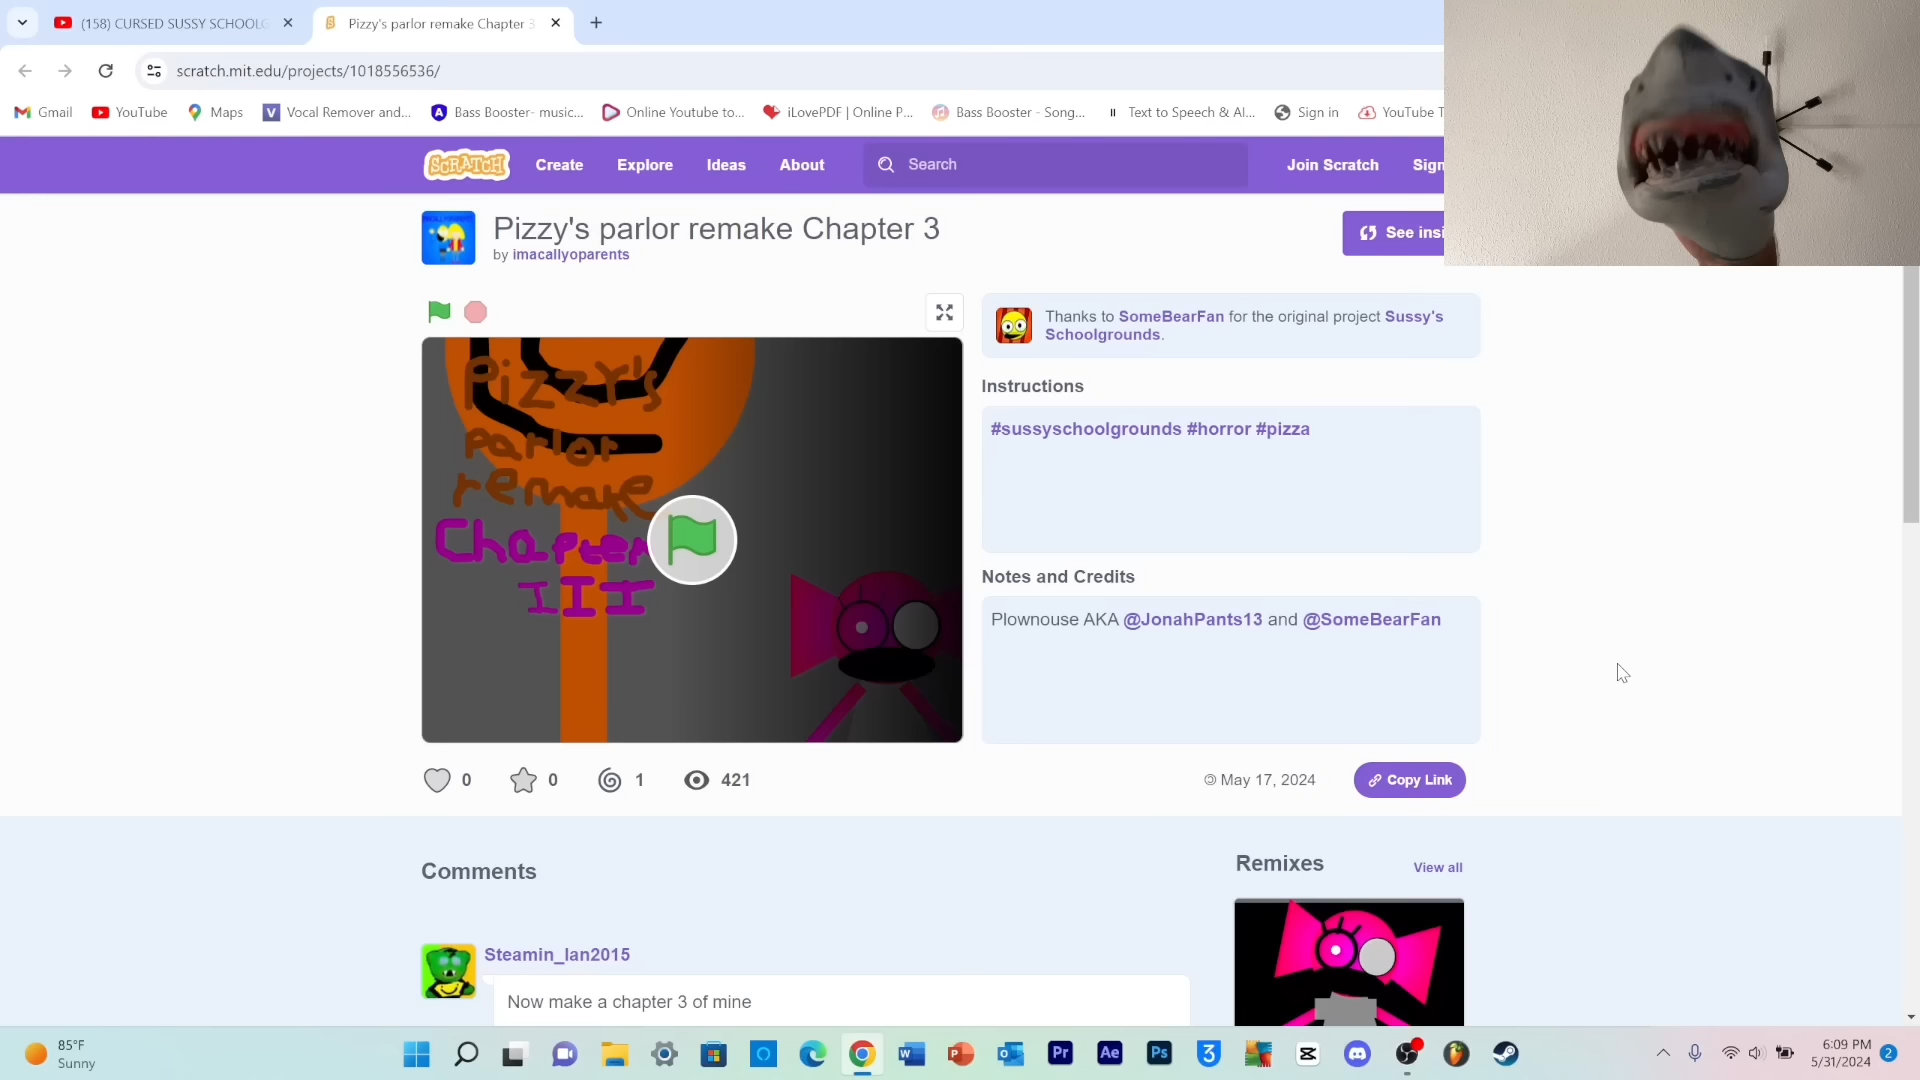 (158) CURSED SUSSY SCHOOLG
Pizzy's parlor remake Chapter 3
scratch.mit.edu/projects/1018556536/
Gmail
YouTube
Maps
Vocal Remover and...
Bass Booster- music...
Online Youtube to...
iLovePDF | Online P...
Bass Booster - Song...
Text to Speech & AI...
Sign in
YouTube T
SCRATCH
Create
Explore
Ideas
About
Search
Join Scratch
Sign
Pizzy's parlor remake Chapter 3
by imacallyoparents
See insi
Thanks to SomeBearFan for the original project Sussy's
Schoolgrounds.
Pizzy's
parlor
remake
Chapter
III
Instructions
#sussyschoolgrounds #horror #pizza
Notes and Credits
Plownouse AKA @JonahPants13 and @SomeBearFan
0
0
1
421
© May 17, 2024
Copy Link
Comments
Remixes
View all
Steamin_Ian2015
Now make a chapter 3 of mine
85°F
Sunny
Pr
Ae
Ps
6:09 PM
5/31/2024
2